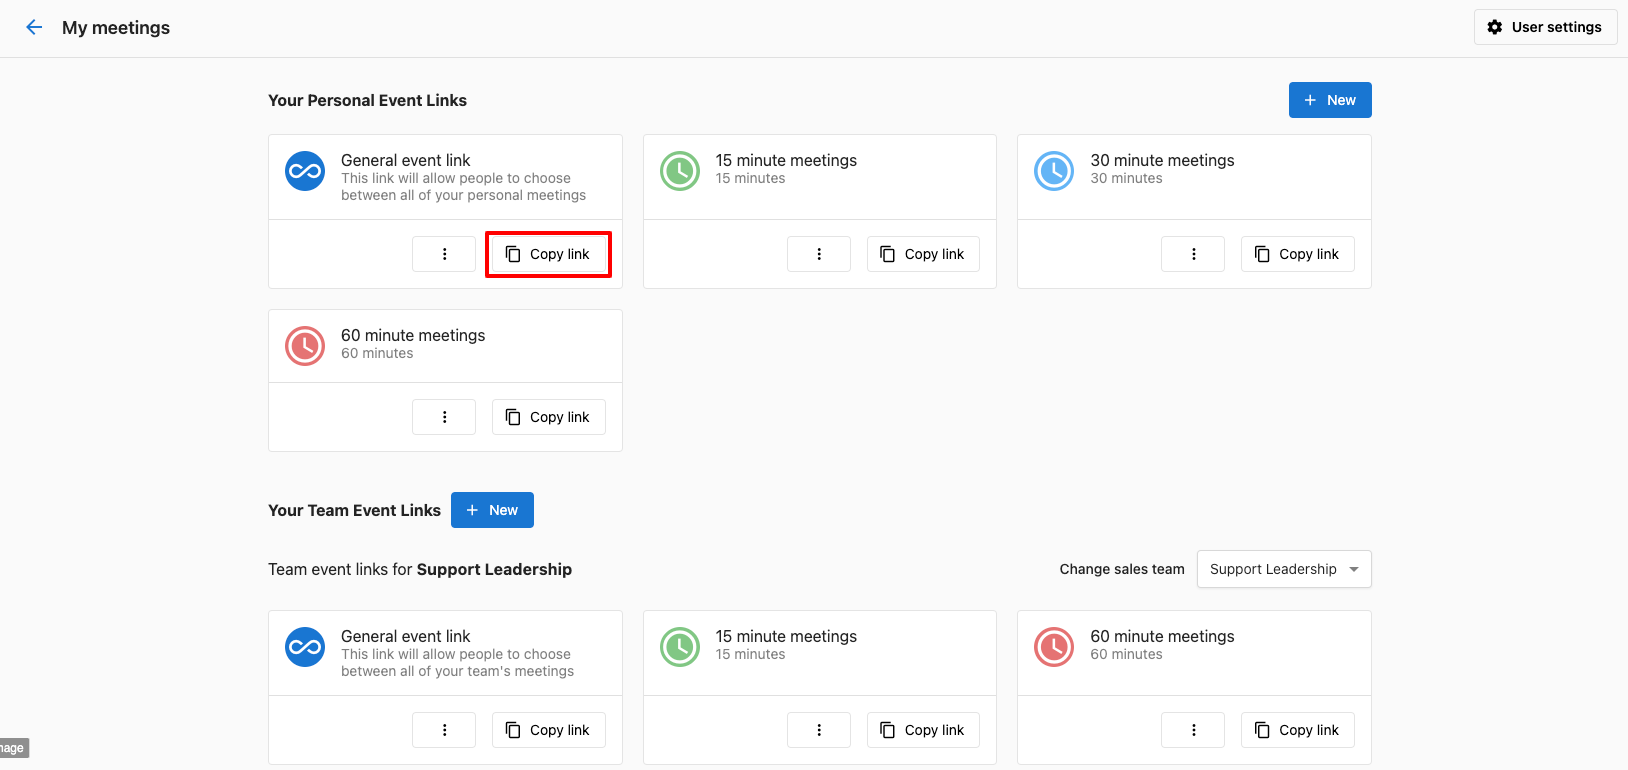 My meetings
User settings
Your Personal Event Links
New
General event link
This link will allow people to choose
between all of your personal meetings
Copy link
15 minute meetings
15 minutes
Copy link
30 minute meetings
30 minutes
Copy link
60 minute meetings
60 minutes
Copy link
Your Team Event Links
New
Team event links for Support Leadership
Change sales team
Support Leadership
General event link
This link will allow people to choose
between all of your team's meetings
Copy link
15 minute meetings
15 minutes
Copy link
60 minute meetings
60 minutes
Copy link